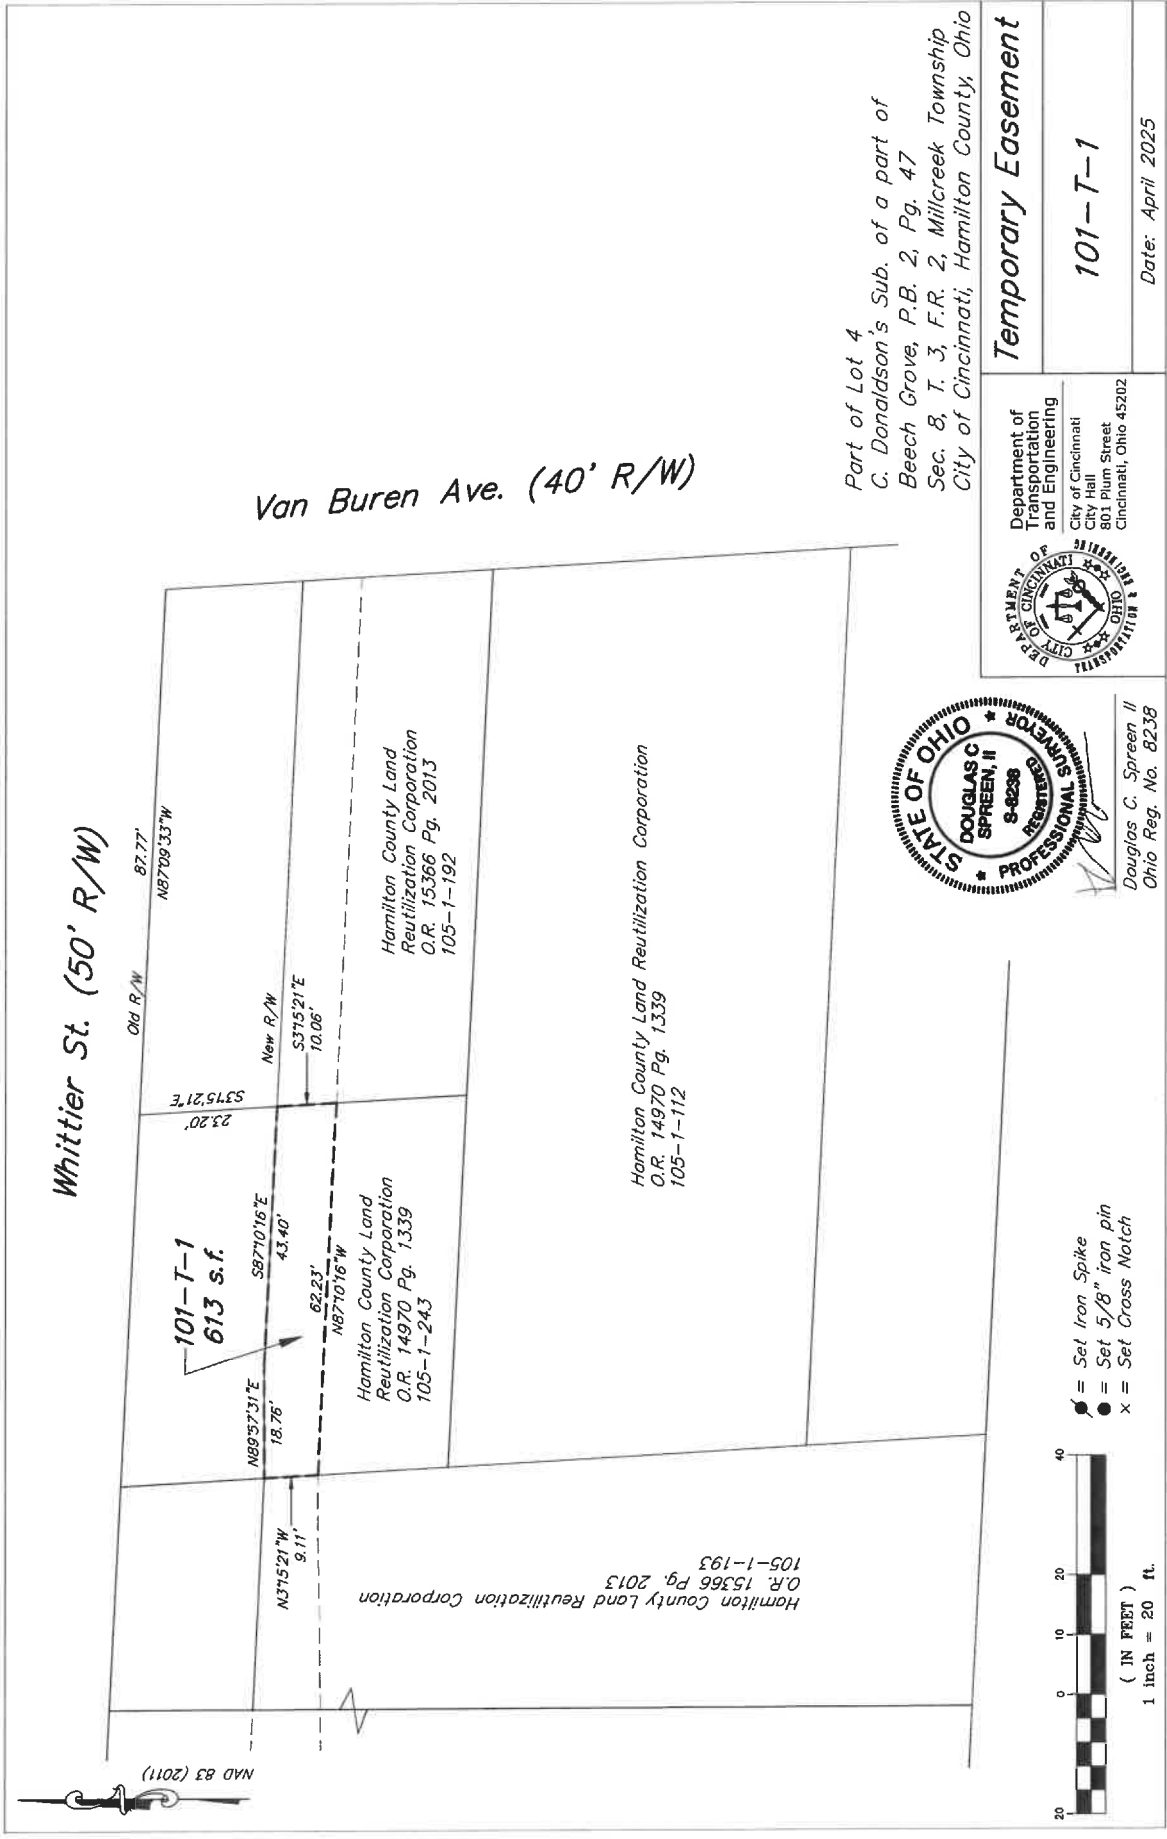 Whittier St. (50' R/W)
Van Buren Ave. (40' R/W)
NAD 83 (2011)
Old R/W
87.77'
N87°09'33"W
New R/W
S3°15'21"E
10.06'
S3°15'21"E
23.20'
101-T-1
613 s.f.
S87°10'16"E
43.40'
N89°57'31"E
18.76'
62.23'
N87°10'16"W
N3°15'21"W
9.11'
Hamilton County Land
Reutilization Corporation
O.R. 14970 Pg. 1339
105-1-243
Hamilton County Land
Reutilization Corporation
O.R. 15366 Pg. 2013
105-1-192
Hamilton County Land Reutilization Corporation
O.R. 14970 Pg. 1339
105-1-112
Hamilton County Land Reutilization Corporation
O.R. 15366 Pg. 2013
105-1-193
Part of Lot 4
C. Donaldson's Sub. of a part of
Beech Grove, P.B. 2, Pg. 47
Sec. 8, T. 3, F.R. 2, Millcreek Township
City of Cincinnati, Hamilton County, Ohio
20 0 10 20 40
( IN FEET )
1 inch = 20 ft.
= Set Iron Spike
● = Set 5/8" iron pin
x = Set Cross Notch
STATE OF OHIO
DOUGLAS C
SPREEN, II
S-8238
REGISTERED
PROFESSIONAL SURVEYOR
Douglas C. Spreen II
Ohio Reg. No. 8238
DEPARTMENT OF
TRANSPORTATION & ENGINEERING
CITY OF CINCINNATI
OHIO
Department of
Transportation
and Engineering
City of Cincinnati
City Hall
801 Plum Street
Cincinnati, Ohio 45202
Temporary Easement
101-T-1
Date: April 2025